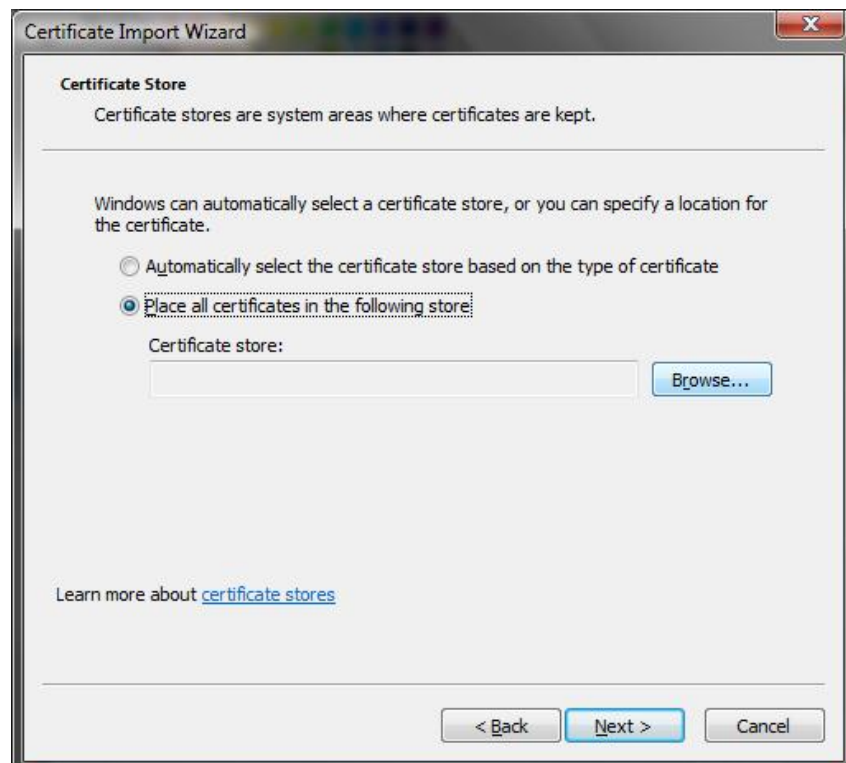 Certificate Import Wizard
Certificate Store
Certificate stores are system areas where certificates are kept.
Windows can automatically select a certificate store, or you can specify a location for
the certificate.
Automatically select the certificate store based on the type of certificate
Place all certificates in the following store
Certificate store:
Browse...
Learn more about certificate stores
< Back Next > Cancel